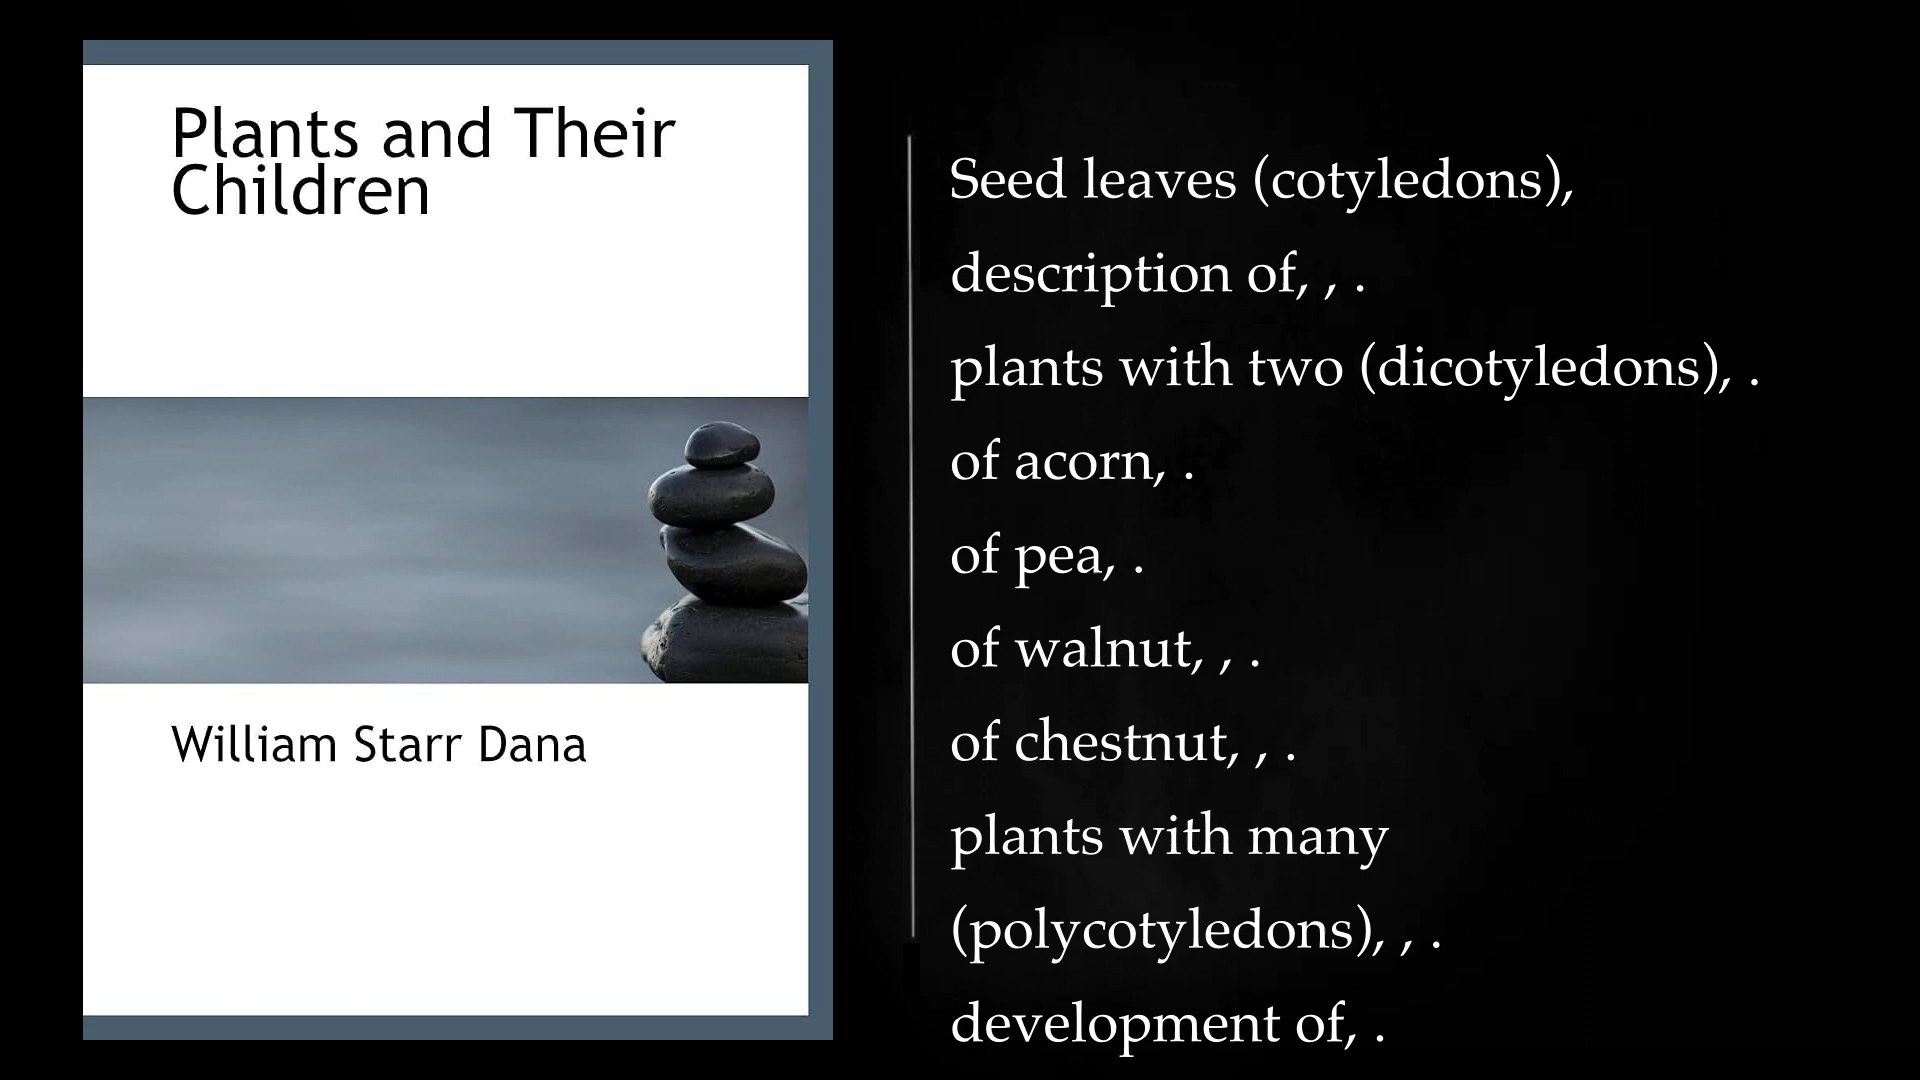 Plants and Their
Children
William Starr Dana
Seed leaves (cotyledons),
description of, , .
plants with two (dicotyledons), .
of acorn, .
of pea, .
of walnut, , .
of chestnut, , .
plants with many
(polycotyledons), , .
development of, .